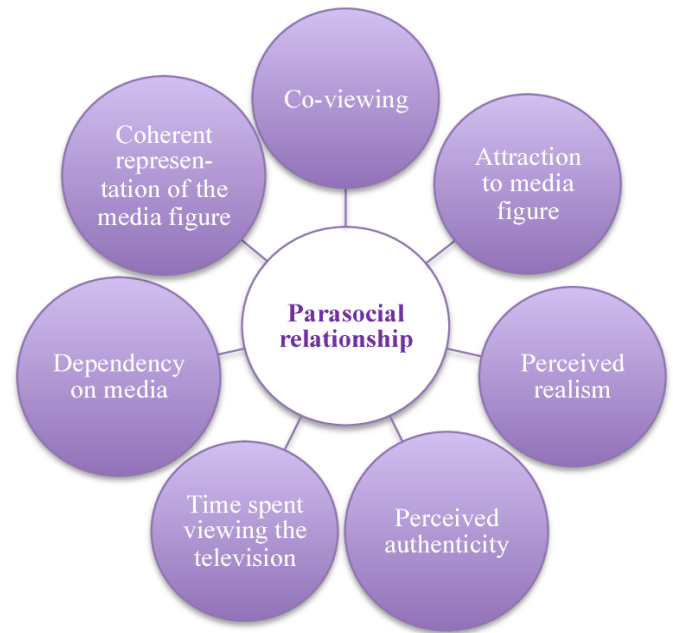 Co-viewing
Attraction
to media
figure
Perceived
realism
Perceived
authenticity
Time spent
viewing the
television
Dependency
on media
Coherent
represen-
tation of the
media figure
Parasocial
relationship